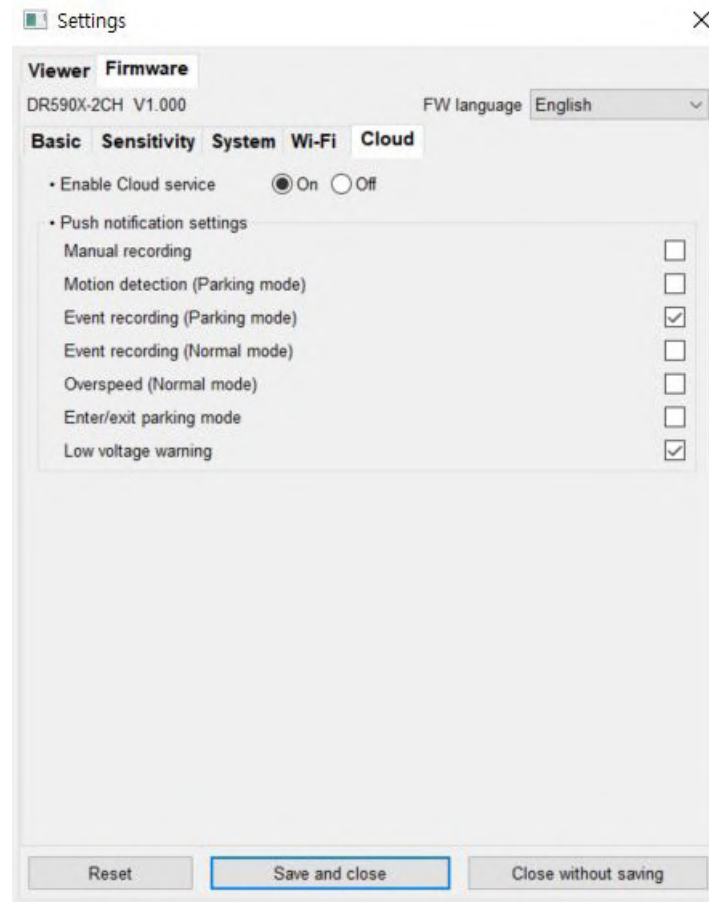 Settings
Viewer Firmware
DR590X-2CH V1.000 FW language English
Basic Sensitivity System Wi-Fi Cloud
• Enable Cloud service On Off
• Push notification settings
Manual recording
Motion detection (Parking mode)
Event recording (Parking mode)
Event recording (Normal mode)
Overspeed (Normal mode)
Enter/exit parking mode
Low voltage warning
Reset Save and close Close without saving